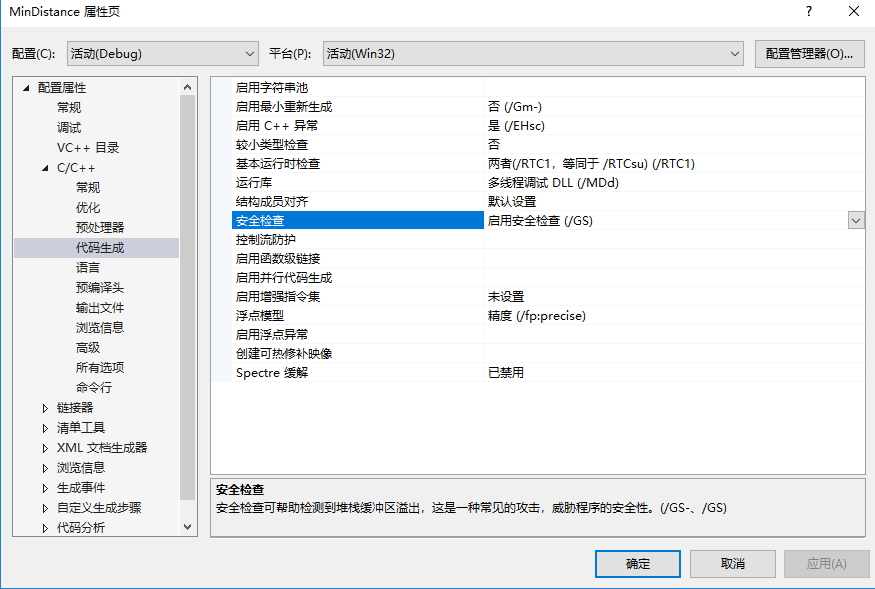 MinDistance 属性页
配置(C): 活动(Debug) 平台(P): 活动(Win32) 配置管理器(O)...
配置属性
常规
调试
VC++ 目录
C/C++
常规
优化
预处理器
代码生成
语言
预编译头
输出文件
浏览信息
高级
所有选项
命令行
链接器
清单工具
XML 文档生成器
浏览信息
生成事件
自定义生成步骤
代码分析
启用字符串池
启用最小重新生成 否 (/Gm-)
启用 C++ 异常 是 (/EHsc)
较小类型检查 否
基本运行时检查 两者(/RTC1，等同于 /RTCsu) (/RTC1)
运行库 多线程调试 DLL (/MDd)
结构成员对齐 默认设置
安全检查 启用安全检查 (/GS)
控制流防护
启用函数级链接
启用并行代码生成
启用增强指令集 未设置
浮点模型 精度 (/fp:precise)
启用浮点异常
创建可热修补映像
Spectre 缓解 已禁用
安全检查
安全检查可帮助检测到堆栈缓冲区溢出，这是一种常见的攻击，威胁程序的安全性。(/GS-、/GS)
确定 取消 应用(A)